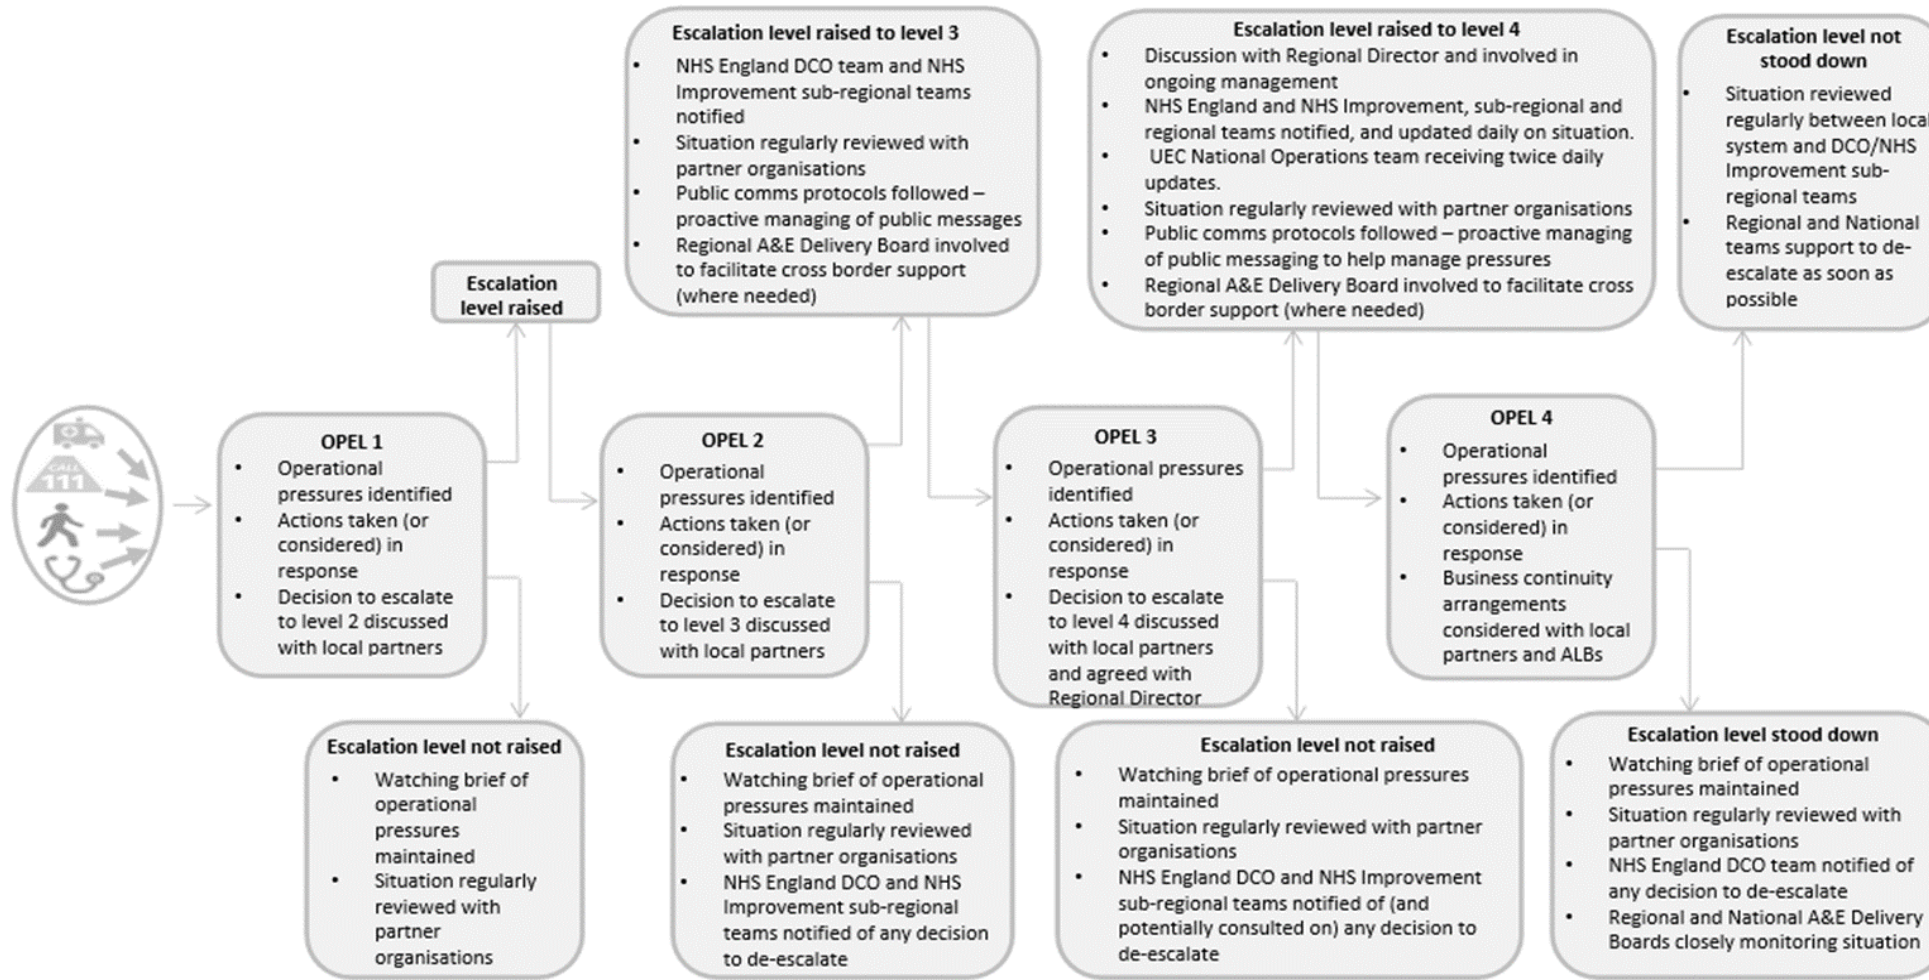 Escalation level raised to level 3
• NHS England DCO team and NHS
Improvement sub-regional teams
notified
• Situation regularly reviewed with
partner organisations
• Public comms protocols followed –
proactive managing of public messages
• Regional A&E Delivery Board involved
to facilitate cross border support
(where needed)
Escalation level raised to level 4
• Discussion with Regional Director and involved in
ongoing management
• NHS England and NHS Improvement, sub-regional and
regional teams notified, and updated daily on situation.
• UEC National Operations team receiving twice daily
updates.
• Situation regularly reviewed with partner organisations
• Public comms protocols followed – proactive managing
of public messaging to help manage pressures
• Regional A&E Delivery Board involved to facilitate cross
border support (where needed)
Escalation level not
stood down
• Situation reviewed
regularly between local
system and DCO/NHS
Improvement sub-
regional teams
• Regional and National
teams support to de-
escalate as soon as
possible
Escalation
level raised
CALL
111
OPEL 1
• Operational
pressures identified
• Actions taken (or
considered) in
response
• Decision to escalate
to level 2 discussed
with local partners
OPEL 2
• Operational
pressures identified
• Actions taken (or
considered) in
response
• Decision to escalate
to level 3 discussed
with local partners
OPEL 3
• Operational pressures
identified
• Actions taken (or
considered) in
response
• Decision to escalate
to level 4 discussed
with local partners
and agreed with
Regional Director
OPEL 4
• Operational
pressures identified
• Actions taken (or
considered) in
response
• Business continuity
arrangements
considered with local
partners and ALBs
Escalation level not raised
• Watching brief of
operational
pressures
maintained
• Situation regularly
reviewed with
partner
organisations
Escalation level not raised
• Watching brief of operational
pressures maintained
• Situation regularly reviewed
with partner organisations
• NHS England DCO and NHS
Improvement sub-regional
teams notified of any decision
to de-escalate
Escalation level not raised
• Watching brief of operational pressures
maintained
• Situation regularly reviewed with partner
organisations
• NHS England DCO and NHS Improvement
sub-regional teams notified of (and
potentially consulted on) any decision to
de-escalate
Escalation level stood down
• Watching brief of operational
pressures maintained
• Situation regularly reviewed with
partner organisations
• NHS England DCO team notified of
any decision to de-escalate
• Regional and National A&E Delivery
Boards closely monitoring situation